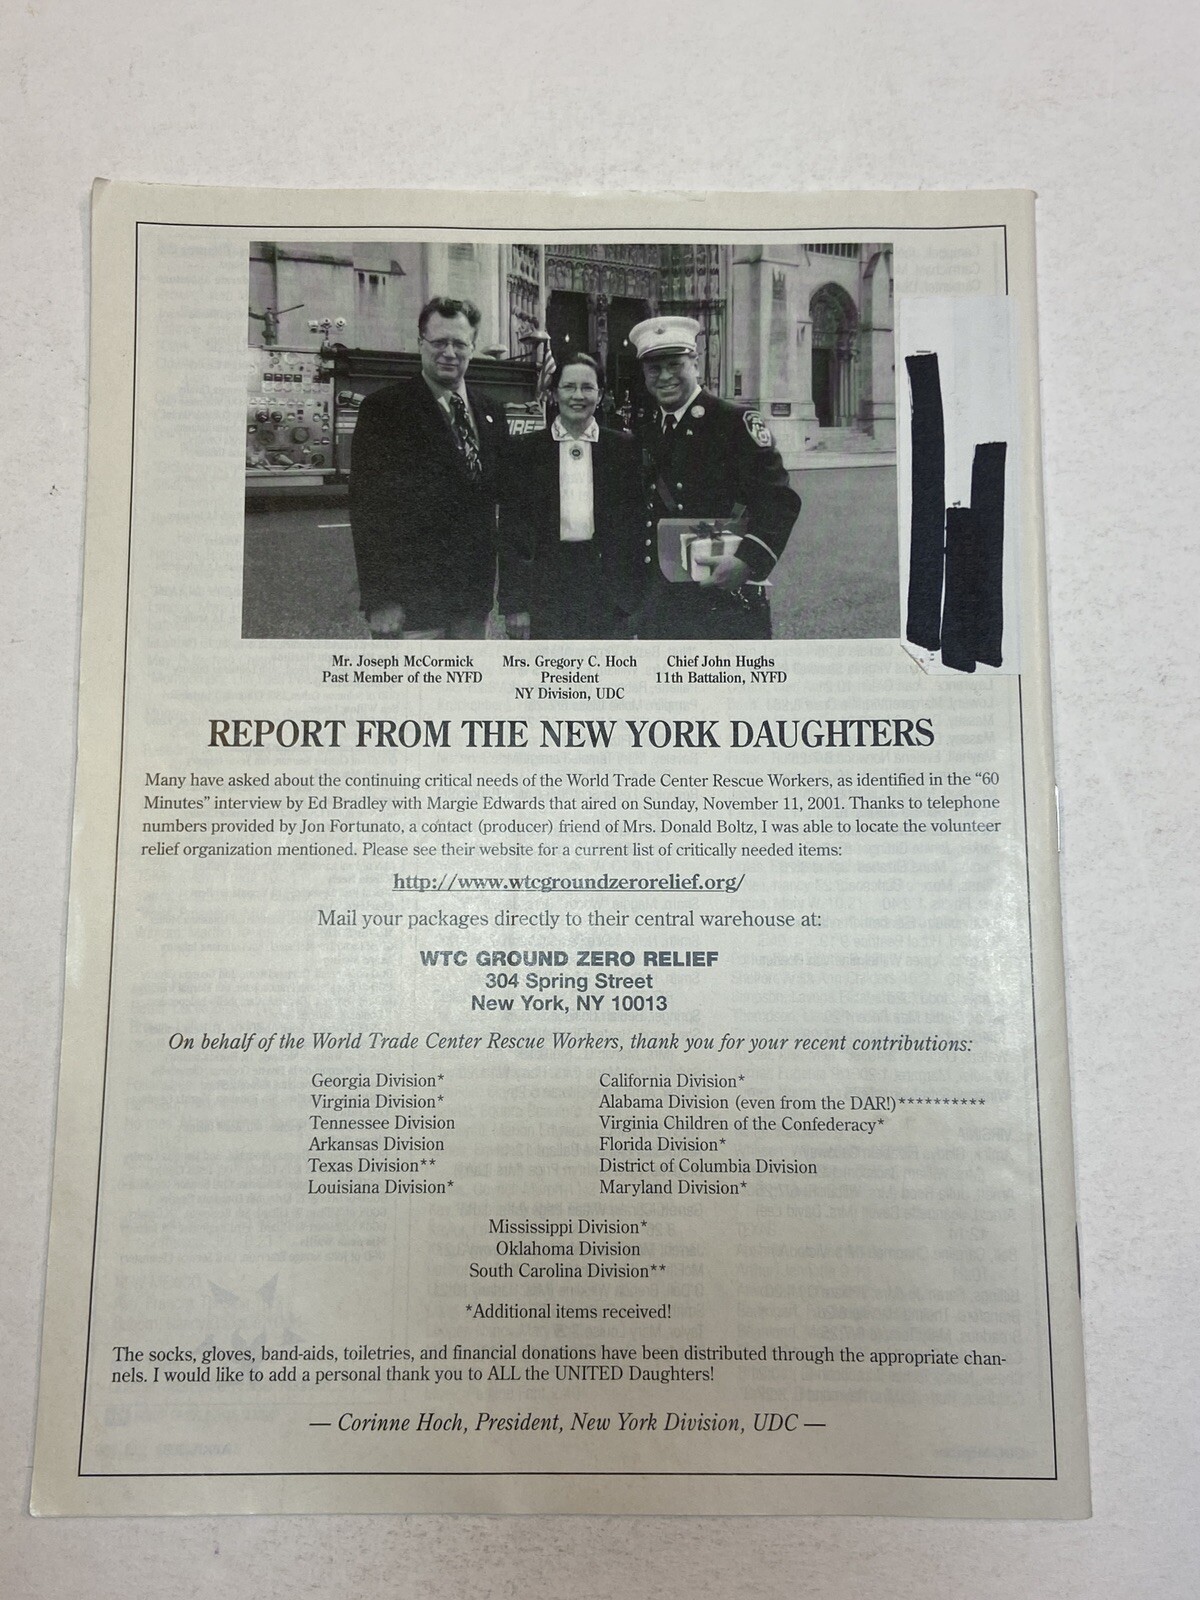 FIRE
Mr. Joseph McCormick
Past Member of the NYFD
Mrs. Gregory C. Hoch
President
NY Division, UDC
Chief John Hughs
11th Battalion, NYFD
REPORT FROM THE NEW YORK DAUGHTERS
Many have asked about the continuing critical needs of the World Trade Center Rescue Workers, as identified in the “60
Minutes” interview by Ed Bradley with Margie Edwards that aired on Sunday, November 11, 2001. Thanks to telephone
numbers provided by Jon Fortunato, a contact (producer) friend of Mrs. Donald Boltz, I was able to locate the volunteer
relief organization mentioned. Please see their website for a current list of critically needed items:
http://www.wtcgroundzerorelief.org/
Mail your packages directly to their central warehouse at:
WTC GROUND ZERO RELIEF
304 Spring Street
New York, NY 10013
On behalf of the World Trade Center Rescue Workers, thank you for your recent contributions:
Georgia Division*
Virginia Division*
Tennessee Division
Arkansas Division
Texas Division**
Louisiana Division*
California Division*
Alabama Division (even from the DAR!)**********
Virginia Children of the Confederacy*
Florida Division*
District of Columbia Division
Maryland Division*
Mississippi Division*
Oklahoma Division
South Carolina Division**
*Additional items received!
The socks, gloves, band-aids, toiletries, and financial donations have been distributed through the appropriate chan-
nels. I would like to add a personal thank you to ALL the UNITED Daughters!
— Corinne Hoch, President, New York Division, UDC —